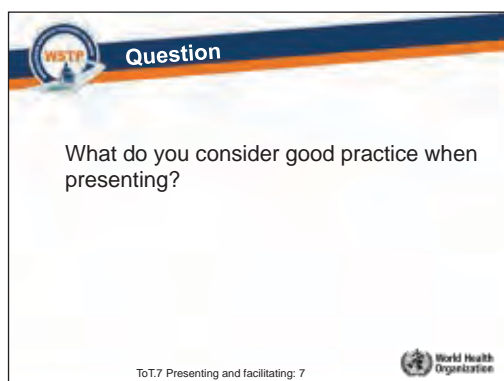 WSTP
Question
What do you consider good practice when
presenting?
ToT.7 Presenting and facilitating: 7
World Health
Organization